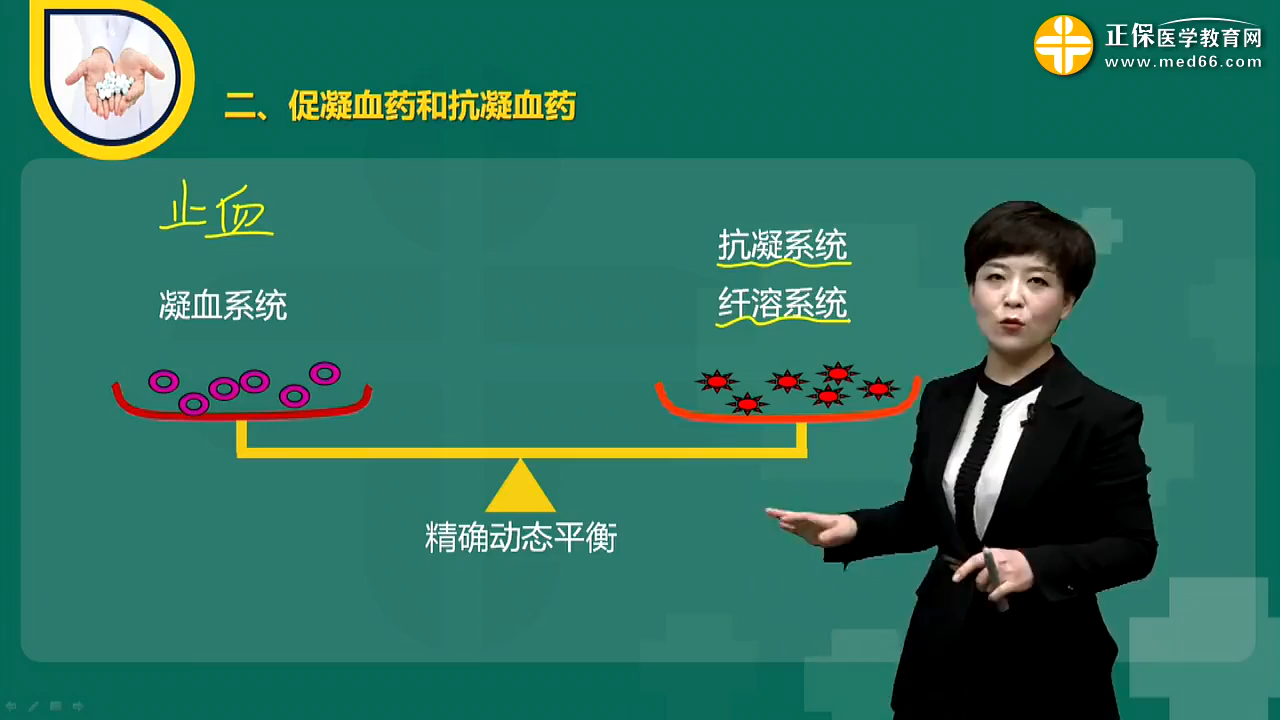 正保医学教育网
www.med66.com
二、促凝血药和抗凝血药
止血
抗凝系统
凝血系统
纤溶系统
精确动态平衡